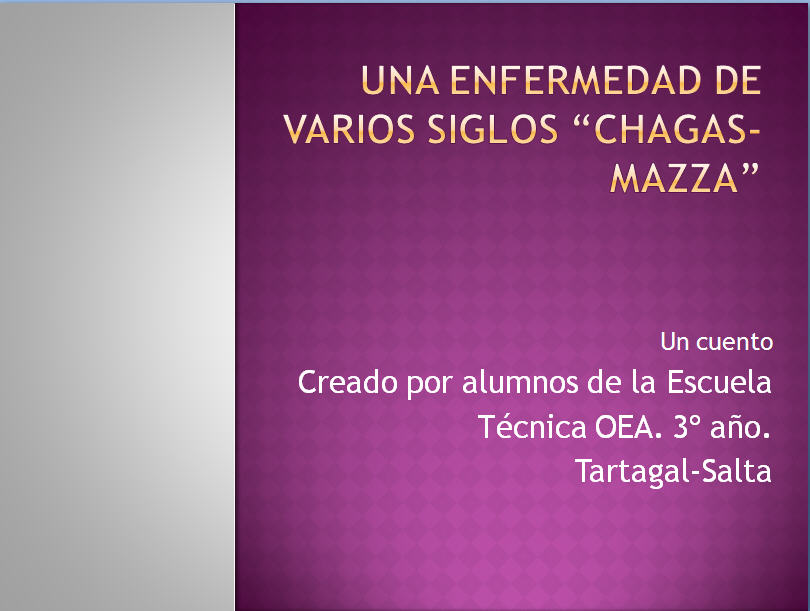 UNA ENFERMEDAD DE
VARIOS SIGLOS “CHAGAS-
MAZZA”
Un cuento
Creado por alumnos de la Escuela
Técnica OEA. 3º año.
Tartagal-Salta